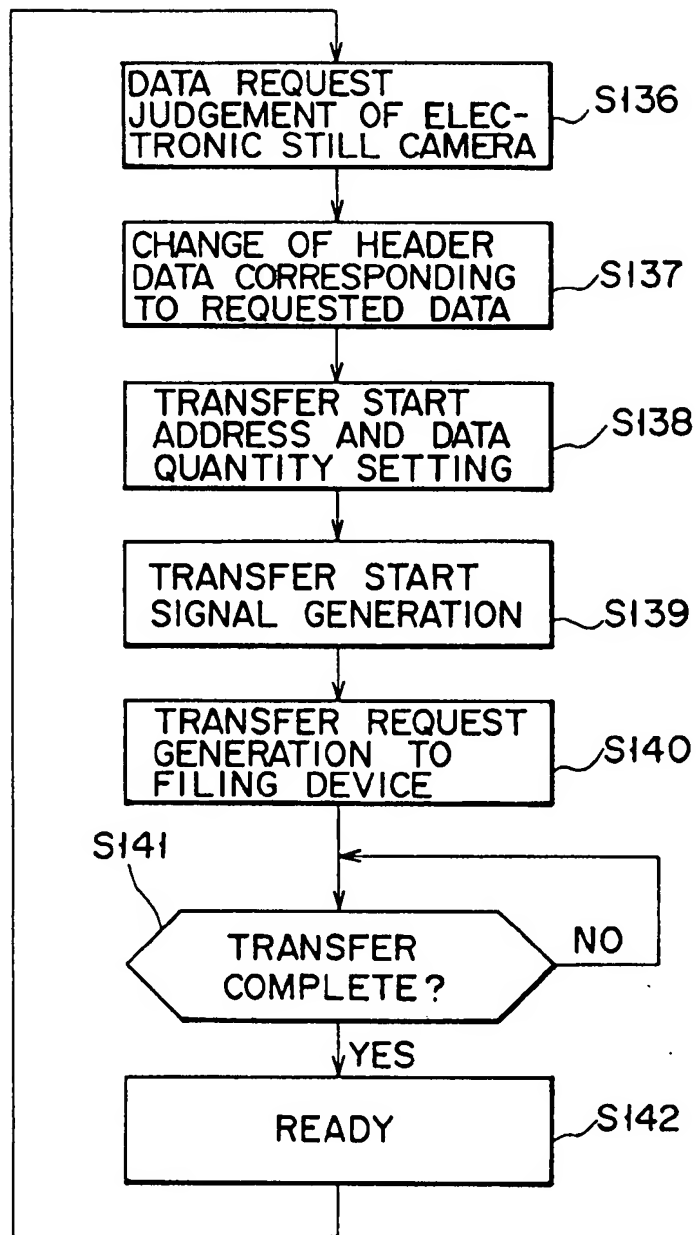 DATA REQUEST
JUDGEMENT OF ELEC-
TRONIC STILL CAMERA
S136
CHANGE OF HEADER
DATA CORRESPONDING
TO REQUESTED DATA
S137
TRANSFER START
ADDRESS AND DATA
QUANTITY SETTING
S138
TRANSFER START
SIGNAL GENERATION
S139
TRANSFER REQUEST
GENERATION TO
FILING DEVICE
S140
S141
TRANSFER
COMPLETE?
NO
YES
READY
S142